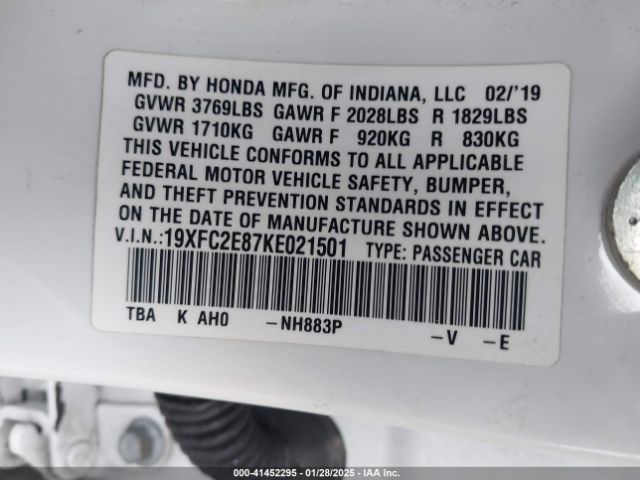 MFD. BY HONDA MFG. OF INDIANA, LLC 02/'19
GVWR 3769LBS GAWR F 2028LBS R 1829LBS
GVWR 1710KG GAWR F 920KG R 830KG
THIS VEHICLE CONFORMS TO ALL APPLICABLE
FEDERAL MOTOR VEHICLE SAFETY, BUMPER,
AND THEFT PREVENTION STANDARDS IN EFFECT
ON THE DATE OF MANUFACTURE SHOWN ABOVE.
V.I.N.:19XFC2E87KE021501 TYPE: PASSENGER CAR
TBA K AH0 -NH883P -V -E
000-41452295 - 01/28/2025 - IAA Inc.